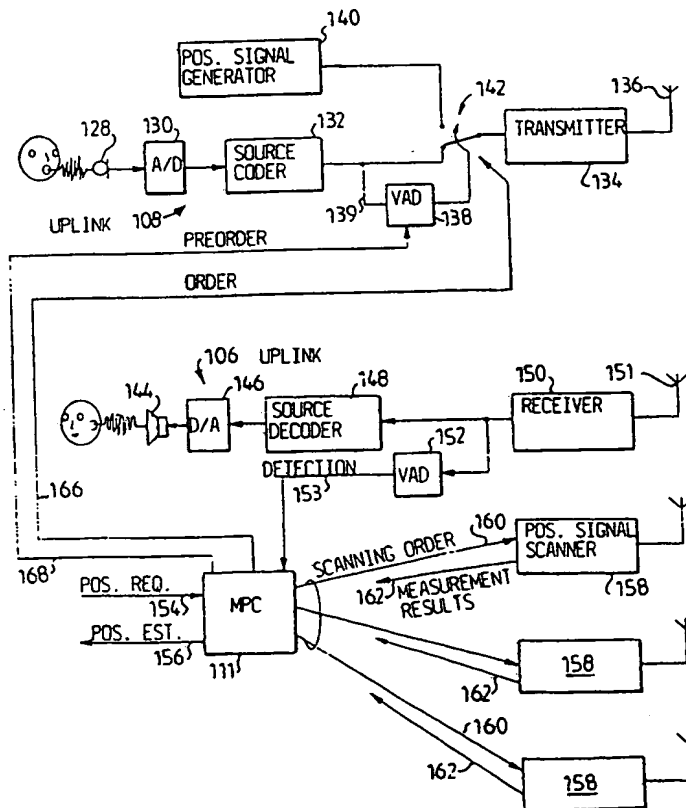 140
POS. SIGNAL
GENERATOR
136
142
128
130
132
A/D
SOURCE
CODER
TRANSMITTER
134
139
VAD
138
UPLINK
108
PREORDER
ORDER
106 UPLINK
144
146
148
150
151
D/A
SOURCE
DECODER
RECEIVER
152
VAD
DETECTION
153
166
168
160
SCANNING ORDER
POS. SIGNAL
SCANNER
158
162
MEASUREMENT
RESULTS
POS. REQ.
154
MPC
POS. EST.
156
111
158
162
160
162
158